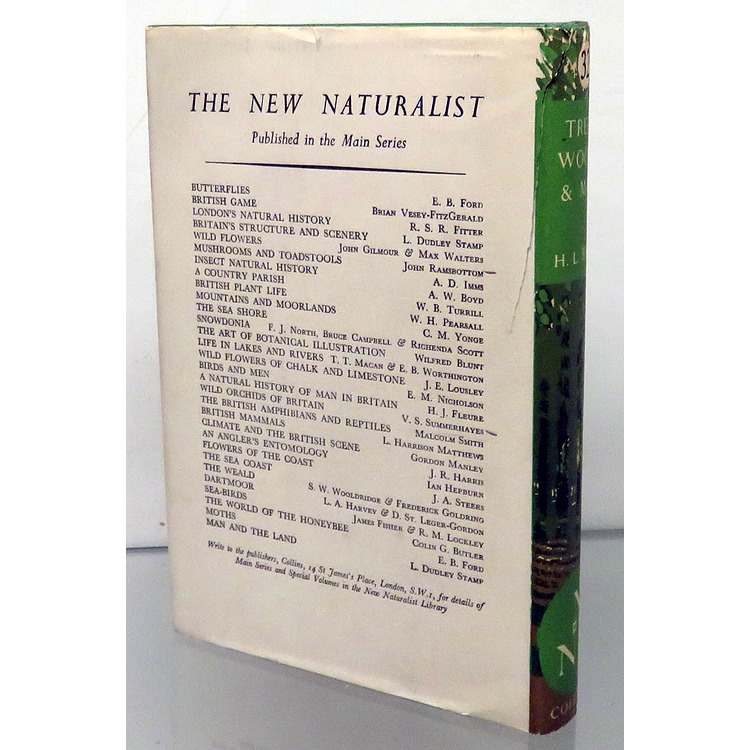 THE NEW NATURALIST
Published in the Main Series
BUTTERFLIES E. B. FORD
BRITISH GAME BRIAN VESEY-FITZGERALD
LONDON'S NATURAL HISTORY R. S. R. FITTER
BRITAIN'S STRUCTURE AND SCENERY L. DUDLEY STAMP
WILD FLOWERS JOHN GILMOUR & MAX WALTERS
MUSHROOMS AND TOADSTOOLS JOHN RAMSBOTTOM
INSECT NATURAL HISTORY A. D. IMMS
A COUNTRY PARISH A. W. BOYD
BRITISH PLANT LIFE W. B. TURRILL
MOUNTAINS AND MOORLANDS W. H. PEARSALL
THE SEA SHORE C. M. YONGE
SNOWDONIA F. J. NORTH, BRUCE CAMPBELL & RICHENDA SCOTT
THE ART OF BOTANICAL ILLUSTRATION WILFRED BLUNT
LIFE IN LAKES AND RIVERS T. T. MACAN & E. B. WORTHINGTON
WILD FLOWERS OF CHALK AND LIMESTONE J. E. LOUSLEY
BIRDS AND MEN E. M. NICHOLSON
A NATURAL HISTORY OF MAN IN BRITAIN H. J. FLEURE
WILD ORCHIDS OF BRITAIN V. S. SUMMERHAYES
THE BRITISH AMPHIBIANS AND REPTILES MALCOLM SMITH
BRITISH MAMMALS L. HARRISON MATTHEWS
CLIMATE AND THE BRITISH SCENE GORDON MANLEY
AN ANGLER'S ENTOMOLOGY J. R. HARRIS
FLOWERS OF THE COAST IAN HEPBURN
THE SEA COAST J. A. STEERS
THE WEALD S. W. WOOLDRIDGE & FREDERICK GOLDRING
DARTMOOR L. A. HARVEY & D. ST. LEGER-GORDON
SEA-BIRDS JAMES FISHER & R. M. LOCKLEY
THE WORLD OF THE HONEYBEE COLIN G. BUTLER
MOTHS E. B. FORD
MAN AND THE LAND L. DUDLEY STAMP
Write to the publishers, Collins, 14 St James's Place, London, S.W.1, for details of
Main Series and Special Volumes in the New Naturalist Library
TRE
WOO
& 
H. L.
N
CO